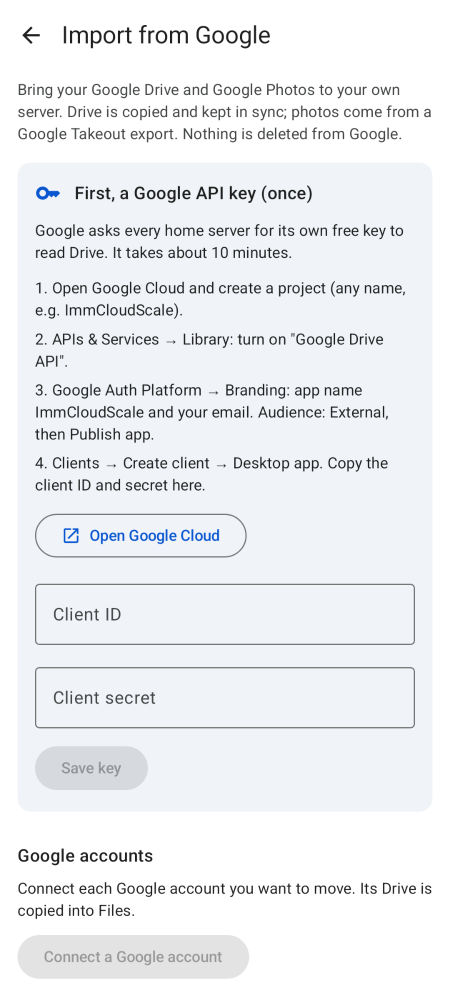 Import from Google
Bring your Google Drive and Google Photos to your own
server. Drive is copied and kept in sync; photos come from a
Google Takeout export. Nothing is deleted from Google.
First, a Google API key (once)
Google asks every home server for its own free key to
read Drive. It takes about 10 minutes.
1. Open Google Cloud and create a project (any name,
e.g. ImmCloudScale).
2. APIs & Services → Library: turn on "Google Drive
API".
3. Google Auth Platform → Branding: app name
ImmCloudScale and your email. Audience: External,
then Publish app.
4. Clients → Create client → Desktop app. Copy the
client ID and secret here.
Open Google Cloud
Client ID
Client secret
Save key
Google accounts
Connect each Google account you want to move. Its Drive is
copied into Files.
Connect a Google account